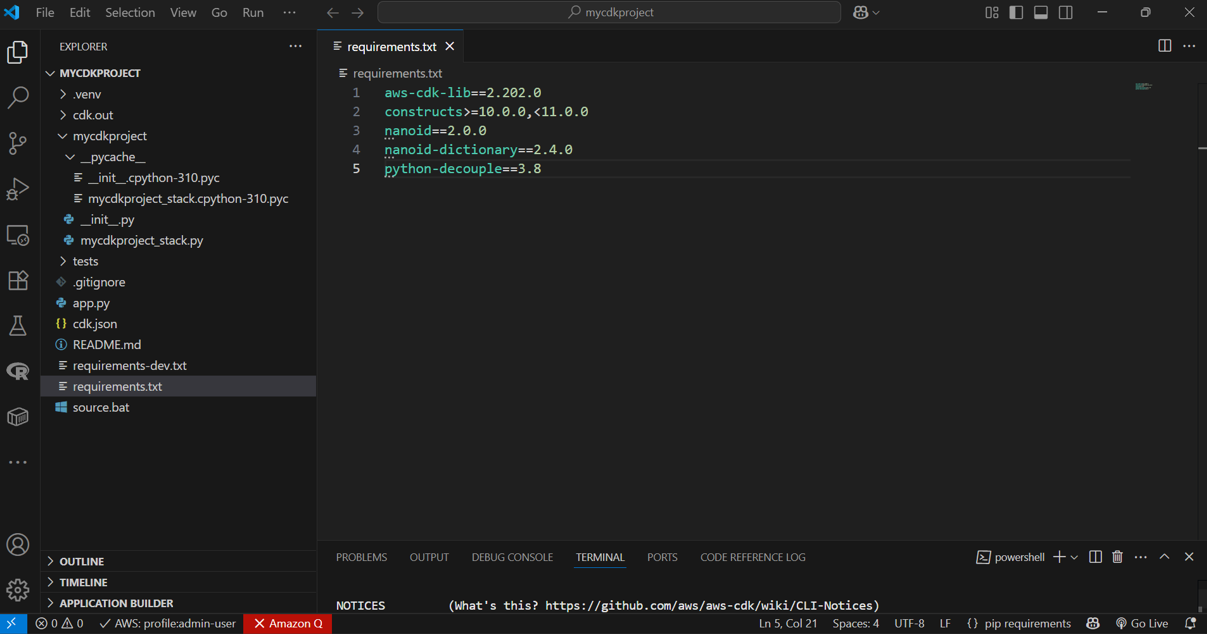 File Edit Selection View Go Run ··· mycdkproject
EXPLORER ···
MYCDKPROJECT
.venv
cdk.out
mycdkproject
__pycache__
__init__.cpython-310.pyc
mycdkproject_stack.cpython-310.pyc
__init__.py
mycdkproject_stack.py
tests
.gitignore
app.py
{} cdk.json
README.md
requirements-dev.txt
requirements.txt
source.bat
OUTLINE
TIMELINE
APPLICATION BUILDER
requirements.txt
requirements.txt
1 aws-cdk-lib==2.202.0
2 constructs>=10.0.0,<11.0.0
3 nanoid==2.0.0
4 nanoid-dictionary==2.4.0
5 python-decouple==3.8
PROBLEMS OUTPUT DEBUG CONSOLE TERMINAL PORTS CODE REFERENCE LOG powershell
NOTICES (What's this? https://github.com/aws/aws-cdk/wiki/CLI-Notices)
0 0 AWS: profile:admin-user Amazon Q Ln 5, Col 21 Spaces: 4 UTF-8 LF {} pip requirements Go Live